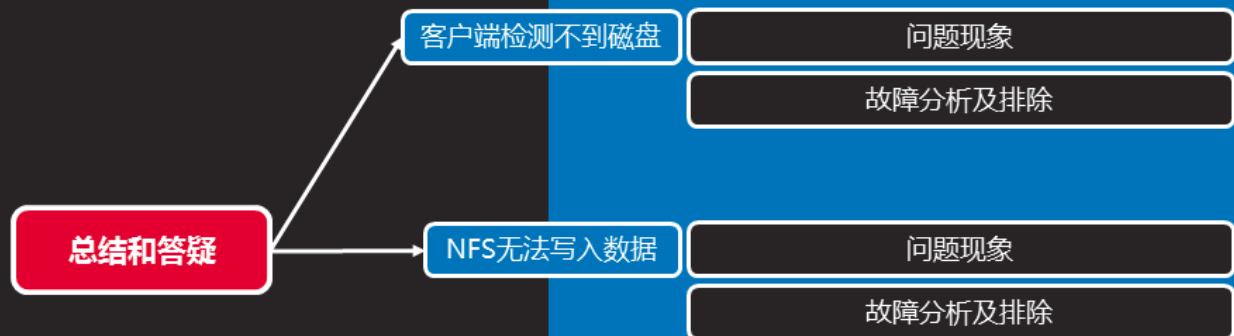 客户端检测不到磁盘
问题现象
故障分析及排除
总结和答疑
NFS无法写入数据
问题现象
故障分析及排除